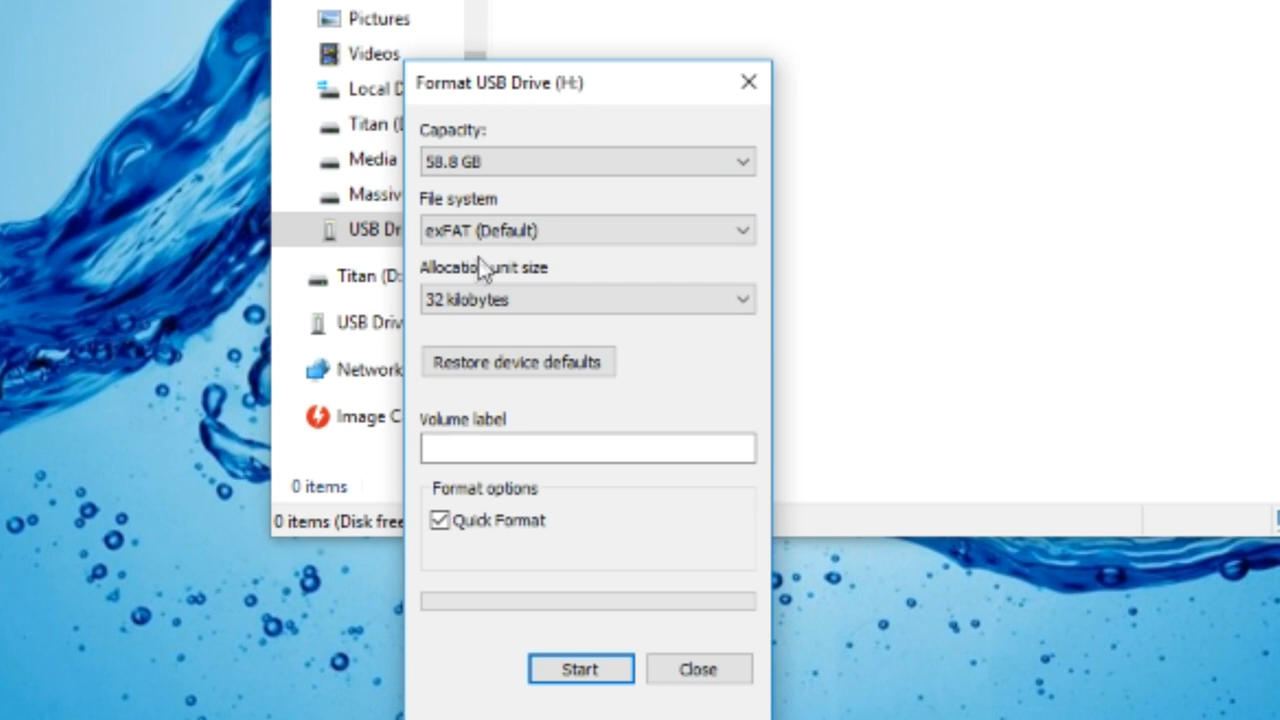 Pictures
Videos
Local D
Titan (
Media
Massiv
USB Dr
Titan (D:
USB Driv
Network
Image C
0 items
0 items (Disk free
Format USB Drive (H:)
Capacity:
58.8 GB
File system
exFAT (Default)
Allocation unit size
32 kilobytes
Restore device defaults
Volume label
Format options
Quick Format
Start
Close